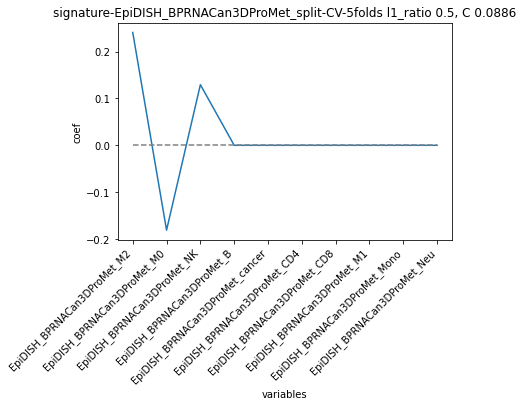 signature-EpiDISH_BPRNACan3DProMet_split-CV-5folds l1_ratio 0.5, C 0.0886
0.2
0.1
0.0
−0.1
−0.2
coef
EpiDISH_BPRNACan3DProMet_M2
EpiDISH_BPRNACan3DProMet_M0
EpiDISH_BPRNACan3DProMet_NK
EpiDISH_BPRNACan3DProMet_B
EpiDISH_BPRNACan3DProMet_cancer
EpiDISH_BPRNACan3DProMet_CD4
EpiDISH_BPRNACan3DProMet_CD8
EpiDISH_BPRNACan3DProMet_M1
EpiDISH_BPRNACan3DProMet_Mono
EpiDISH_BPRNACan3DProMet_Neu
variables